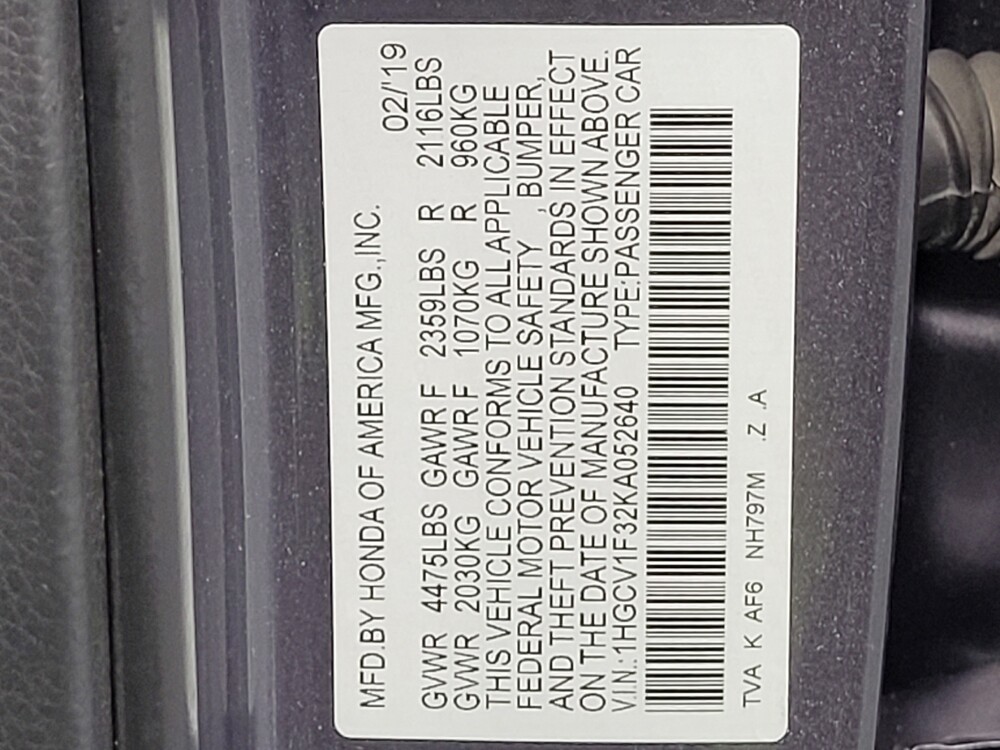 MFD.BY HONDA OF AMERICA MFG.,INC.
02/'19
GVWR 4475LBS GAWR F 2359LBS R 2116LBS
GVWR 2030KG GAWR F 1070KG R 960KG
THIS VEHICLE CONFORMS TO ALL APPLICABLE
FEDERAL MOTOR VEHICLE SAFETY , BUMPER,
AND THEFT PREVENTION STANDARDS IN EFFECT
ON THE DATE OF MANUFACTURE SHOWN ABOVE.
V.I.N.:1HGCV1F32KA052640 TYPE:PASSENGER CAR
TVA K AF6 NH797M .Z .A